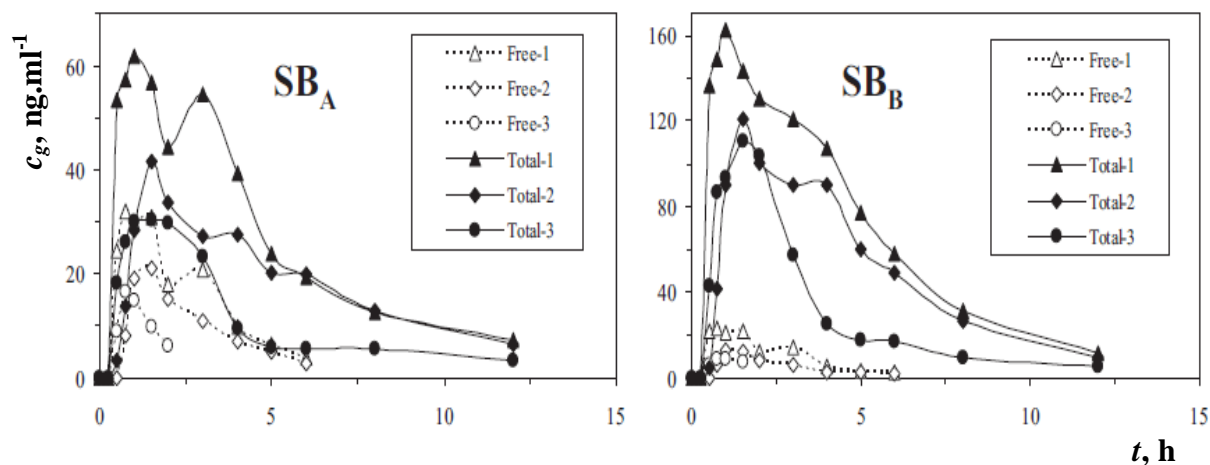 c_g, ng.ml⁻¹
60
40
20
0
0
5
10
15
SB_A
Free-1
Free-2
Free-3
Total-1
Total-2
Total-3
160
120
80
40
0
0
5
10
15
SB_B
Free-1
Free-2
Free-3
Total-1
Total-2
Total-3
t, h